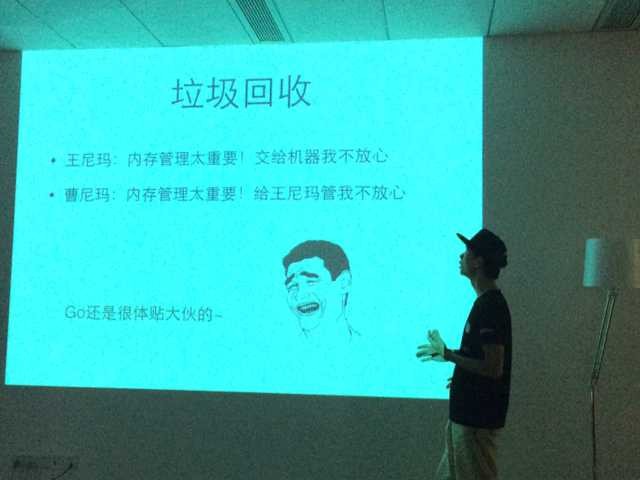 垃圾回收
• 王尼玛：内存管理太重要！交给机器我不放心
• 曹尼玛：内存管理太重要！给王尼玛管我不放心
Go还是很体贴大伙的~